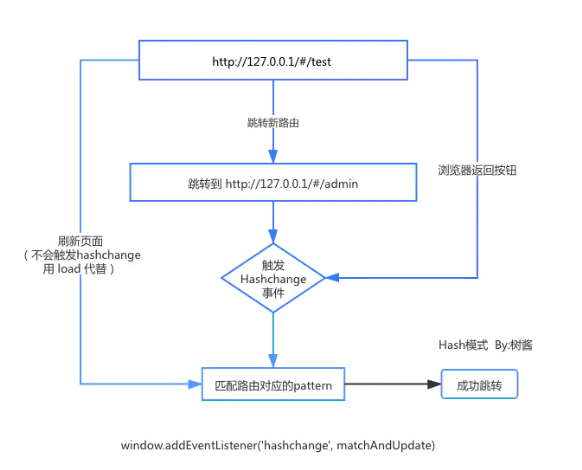 http://127.0.0.1/#/test
跳转新路由
浏览器返回按钮
跳转到 http://127.0.0.1/#/admin
刷新页面
（不会触发hashchange
用 load 代替）
触发
Hashchange
事件
Hash模式 By:树酱
匹配路由对应的pattern
成功跳转
window.addEventListener('hashchange', matchAndUpdate)